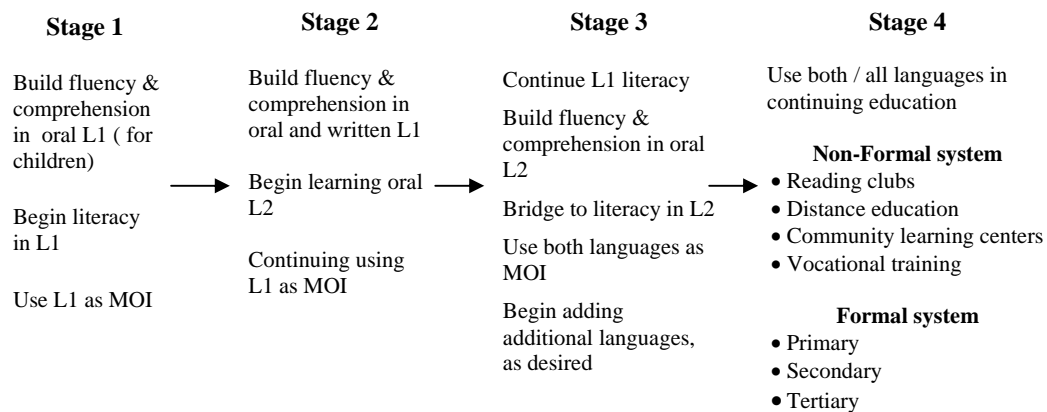 Stage 1
Build fluency &
comprehension
in oral L1 ( for
children)
Begin literacy
in L1
Use L1 as MOI
Stage 2
Build fluency &
comprehension in
oral and written L1
Begin learning oral
L2
Continuing using
L1 as MOI
Stage 3
Continue L1 literacy
Build fluency &
comprehension in oral
L2
Bridge to literacy in L2
Use both languages as
MOI
Begin adding
additional languages,
as desired
Stage 4
Use both / all languages in
continuing education
Non-Formal system
• Reading clubs
• Distance education
• Community learning centers
• Vocational training
Formal system
• Primary
• Secondary
• Tertiary